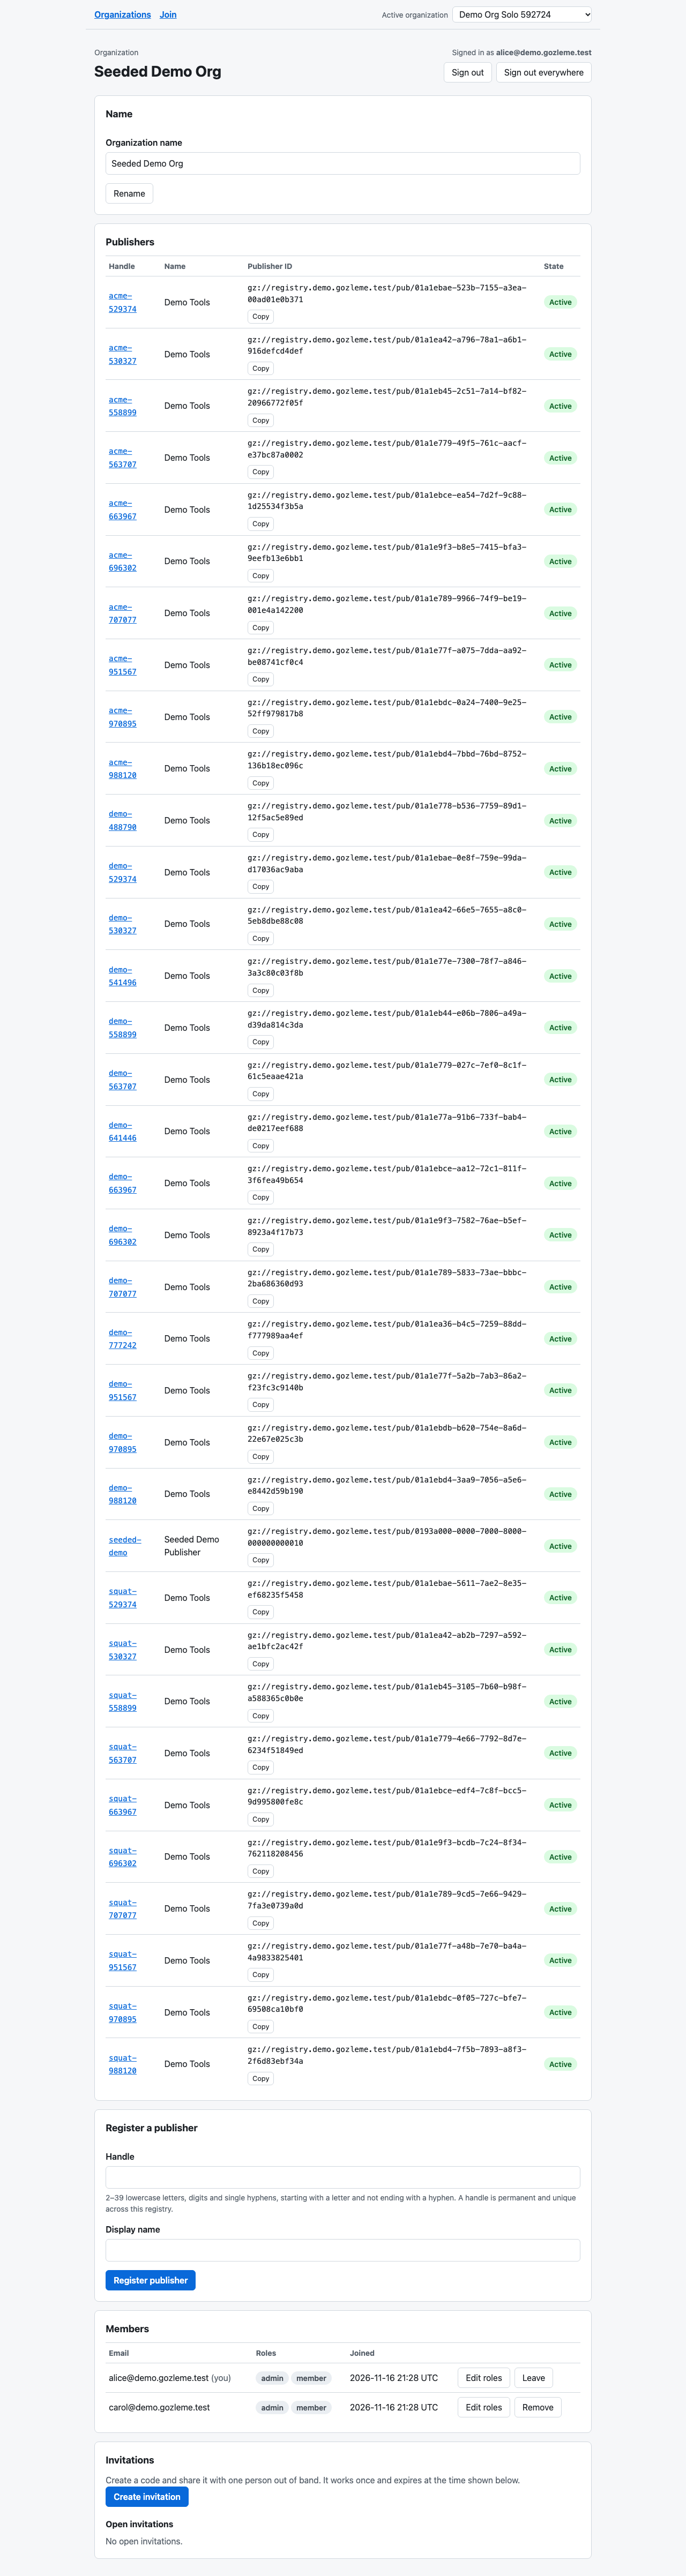 Organizations Join Active organization Demo Org Solo 592724
Organization Signed in as alice@demo.gozleme.test
Seeded Demo Org Sign out Sign out everywhere
Name
Organization name
Seeded Demo Org
Rename
Publishers
Handle Name Publisher ID State
acme-529374 Demo Tools gz://registry.demo.gozleme.test/pub/01a1ebae-523b-7155-a3ea-00ad01e0b371 Copy Active
acme-530327 Demo Tools gz://registry.demo.gozleme.test/pub/01a1ea42-a796-78a1-a6b1-916defcd4def Copy Active
acme-558899 Demo Tools gz://registry.demo.gozleme.test/pub/01a1eb45-2c51-7a14-bf82-20966772f05f Copy Active
acme-563707 Demo Tools gz://registry.demo.gozleme.test/pub/01a1e779-49f5-761c-aacf-e37bc87a0002 Copy Active
acme-663967 Demo Tools gz://registry.demo.gozleme.test/pub/01a1ebce-ea54-7d2f-9c88-1d25534f3b5a Copy Active
acme-696302 Demo Tools gz://registry.demo.gozleme.test/pub/01a1e9f3-b8e5-7415-bfa3-9eefb13e6bb1 Copy Active
acme-707077 Demo Tools gz://registry.demo.gozleme.test/pub/01a1e789-9966-74f9-be19-001e4a142200 Copy Active
acme-951567 Demo Tools gz://registry.demo.gozleme.test/pub/01a1e77f-a075-7dda-aa92-be08741cf0c4 Copy Active
acme-970895 Demo Tools gz://registry.demo.gozleme.test/pub/01a1ebdc-0a24-7400-9e25-52ff979817b8 Copy Active
acme-988120 Demo Tools gz://registry.demo.gozleme.test/pub/01a1ebd4-7bbd-76bd-8752-136b18ec096c Copy Active
demo-488790 Demo Tools gz://registry.demo.gozleme.test/pub/01a1e778-b536-7759-89d1-12f5ac5e89ed Copy Active
demo-529374 Demo Tools gz://registry.demo.gozleme.test/pub/01a1ebae-0e8f-759e-99da-d17036ac9aba Copy Active
demo-530327 Demo Tools gz://registry.demo.gozleme.test/pub/01a1ea42-66e5-7655-a8c0-5eb8dbe88c08 Copy Active
demo-541496 Demo Tools gz://registry.demo.gozleme.test/pub/01a1e77e-7300-78f7-a846-3a3c80c03f8b Copy Active
demo-558899 Demo Tools gz://registry.demo.gozleme.test/pub/01a1eb44-e06b-7806-a49a-d39da814c3da Copy Active
demo-563707 Demo Tools gz://registry.demo.gozleme.test/pub/01a1e779-027c-7ef0-8c1f-61c5eaae421a Copy Active
demo-641446 Demo Tools gz://registry.demo.gozleme.test/pub/01a1e77a-91b6-733f-bab4-de0217eef688 Copy Active
demo-663967 Demo Tools gz://registry.demo.gozleme.test/pub/01a1ebce-aa12-72c1-811f-3f6fea49b654 Copy Active
demo-696302 Demo Tools gz://registry.demo.gozleme.test/pub/01a1e9f3-7582-76ae-b5ef-8923a4f17b73 Copy Active
demo-707077 Demo Tools gz://registry.demo.gozleme.test/pub/01a1e789-5833-73ae-bbbc-2ba686360d93 Copy Active
demo-777242 Demo Tools gz://registry.demo.gozleme.test/pub/01a1ea36-b4c5-7259-88dd-f777989aa4ef Copy Active
demo-951567 Demo Tools gz://registry.demo.gozleme.test/pub/01a1e77f-5a2b-7ab3-86a2-f23fc3c9140b Copy Active
demo-970895 Demo Tools gz://registry.demo.gozleme.test/pub/01a1ebdb-b620-754e-8a6d-22e67e025c3b Copy Active
demo-988120 Demo Tools gz://registry.demo.gozleme.test/pub/01a1ebd4-3aa9-7056-a5e6-e8442d59b190 Copy Active
seeded-demo Seeded Demo Publisher gz://registry.demo.gozleme.test/pub/0193a000-0000-7000-8000-000000000010 Copy Active
squat-529374 Demo Tools gz://registry.demo.gozleme.test/pub/01a1ebae-5611-7ae2-8e35-ef68235f5458 Copy Active
squat-530327 Demo Tools gz://registry.demo.gozleme.test/pub/01a1ea42-ab2b-7297-a592-ae1bfc2ac42f Copy Active
squat-558899 Demo Tools gz://registry.demo.gozleme.test/pub/01a1eb45-3105-7b60-b98f-a588365c0b0e Copy Active
squat-563707 Demo Tools gz://registry.demo.gozleme.test/pub/01a1e779-4e66-7792-8d7e-6234f51849ed Copy Active
squat-663967 Demo Tools gz://registry.demo.gozleme.test/pub/01a1ebce-edf4-7c8f-bcc5-9d995800fe8c Copy Active
squat-696302 Demo Tools gz://registry.demo.gozleme.test/pub/01a1e9f3-bcdb-7c24-8f34-762118208456 Copy Active
squat-707077 Demo Tools gz://registry.demo.gozleme.test/pub/01a1e789-9cd5-7e66-9429-7fa3e0739a0d Copy Active
squat-951567 Demo Tools gz://registry.demo.gozleme.test/pub/01a1e77f-a48b-7e70-ba4a-4a9833825401 Copy Active
squat-970895 Demo Tools gz://registry.demo.gozleme.test/pub/01a1ebdc-0f05-727c-bfe7-69508ca10bf0 Copy Active
squat-988120 Demo Tools gz://registry.demo.gozleme.test/pub/01a1ebd4-7f5b-7893-a8f3-2f6d83ebf34a Copy Active
Register a publisher
Handle
2–39 lowercase letters, digits and single hyphens, starting with a letter and not ending with a hyphen. A handle is permanent and unique
across this registry.
Display name
Register publisher
Members
Email Roles Joined
alice@demo.gozleme.test (you) admin member 2026-11-16 21:28 UTC Edit roles Leave
carol@demo.gozleme.test admin member 2026-11-16 21:28 UTC Edit roles Remove
Invitations
Create a code and share it with one person out of band. It works once and expires at the time shown below.
Create invitation
Open invitations
No open invitations.